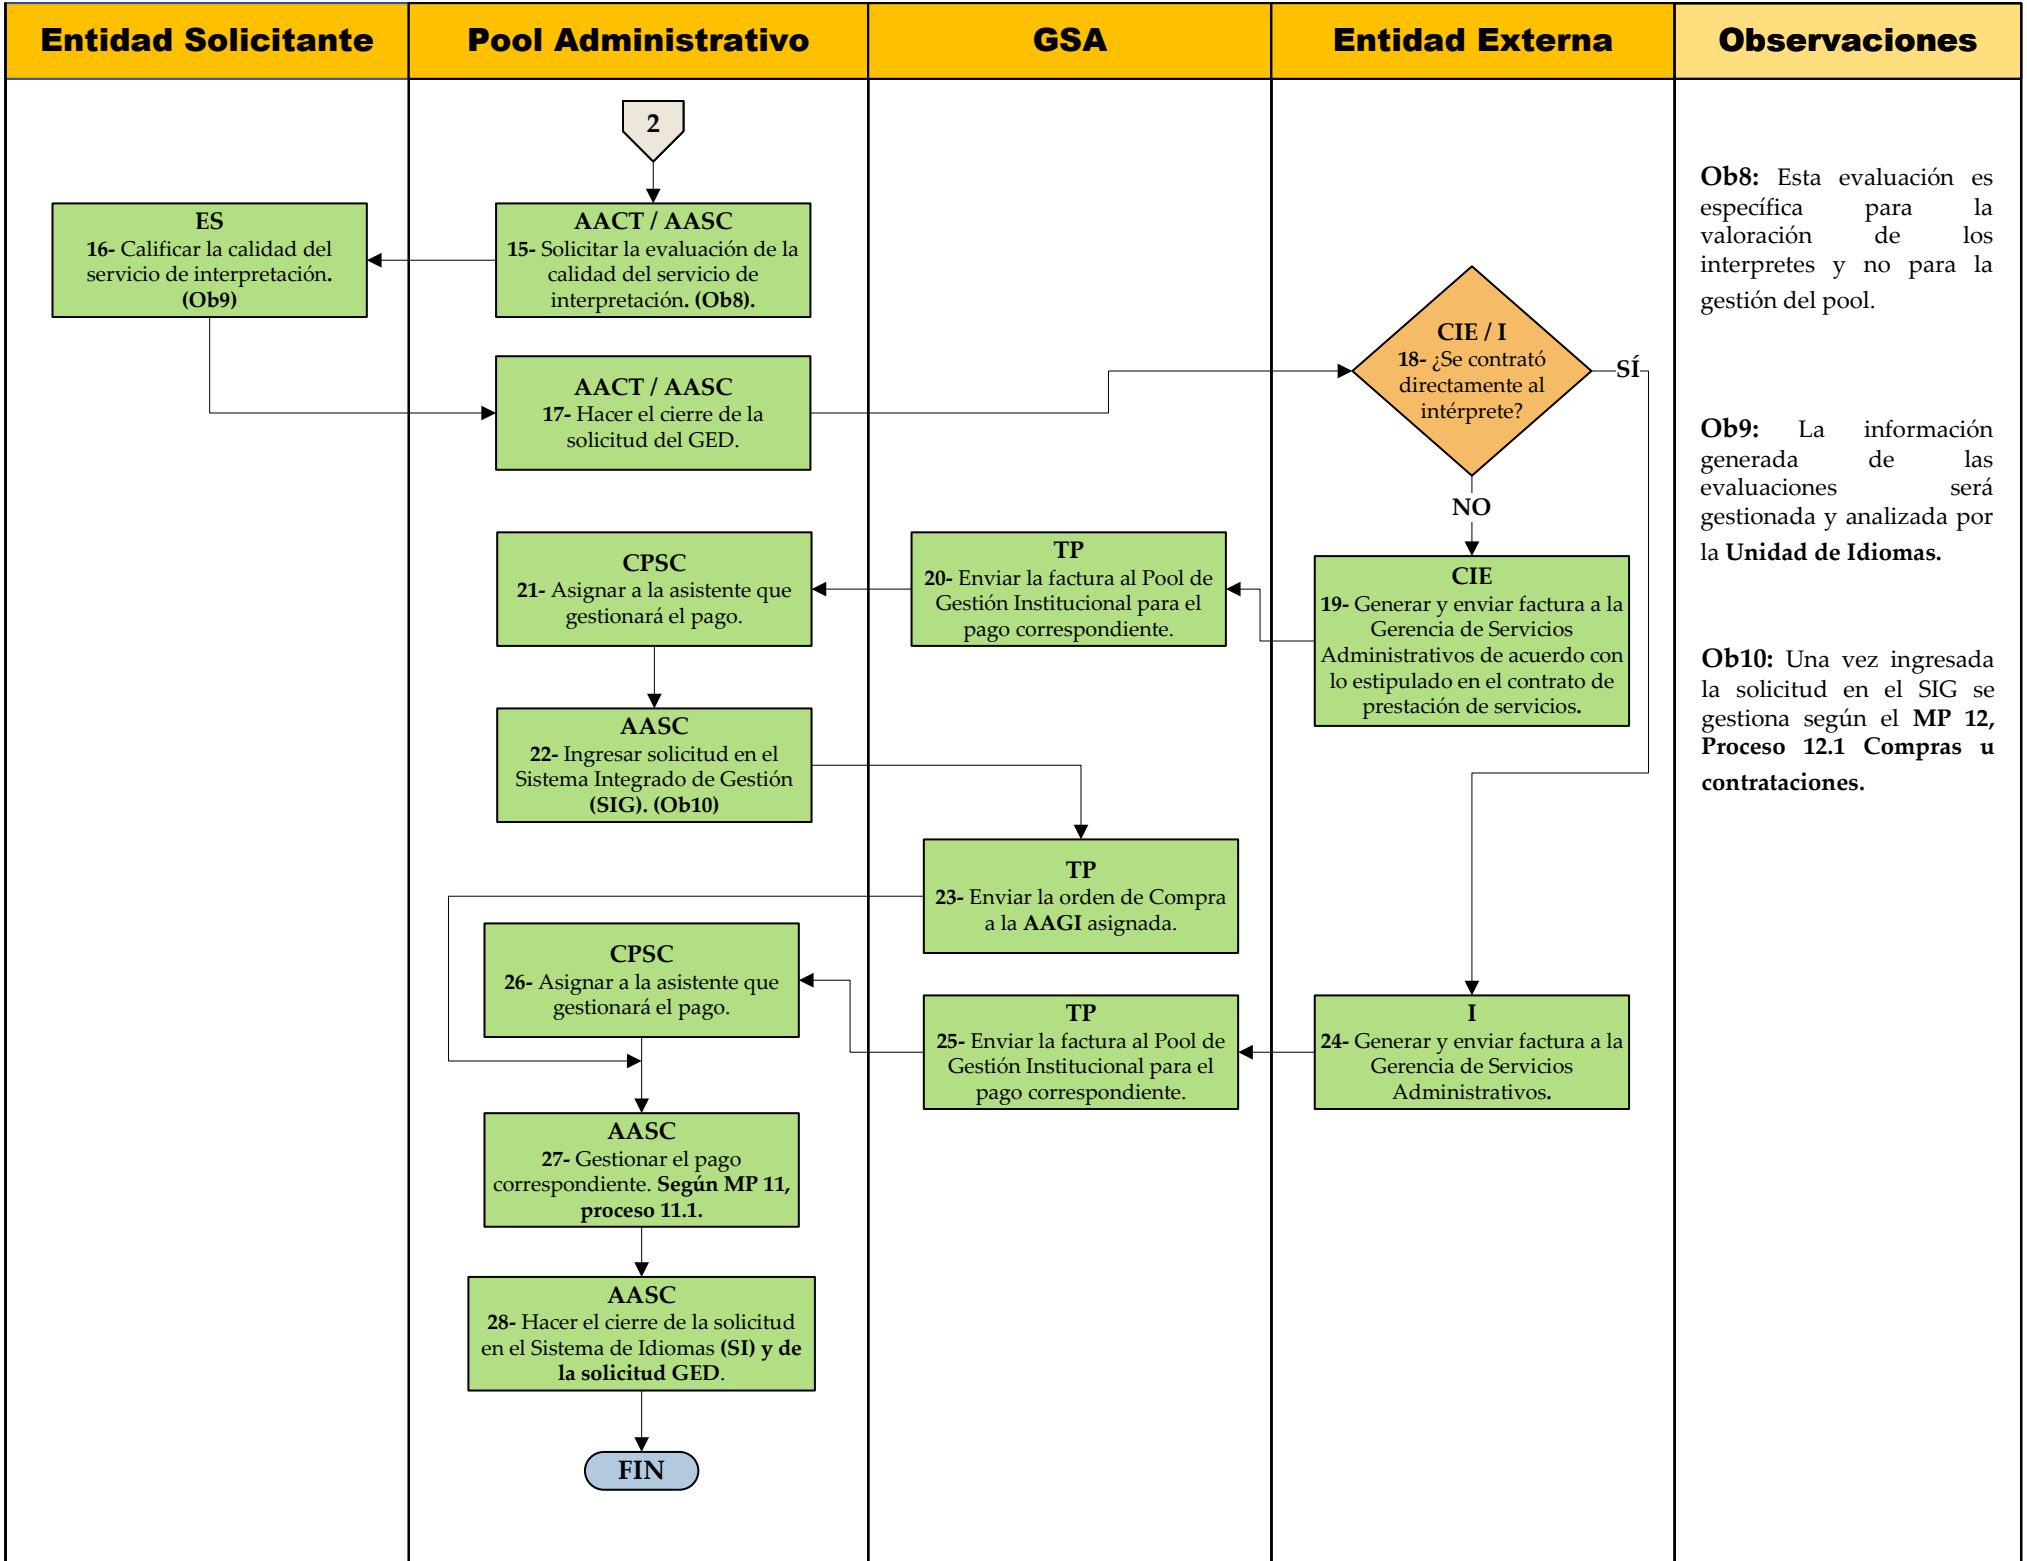 Entidad Solicitante
Pool Administrativo
GSA
Entidad Externa
Observaciones
2
AACT / AASC
15- Solicitar la evaluación de la
calidad del servicio de
interpretación. (Ob8).
ES
16- Calificar la calidad del
servicio de interpretación.
(Ob9)
AACT / AASC
17- Hacer el cierre de la
solicitud del GED.
CIE / I
18- ¿Se contrató
directamente al
intérprete?
SÍ
NO
CIE
19- Generar y enviar factura a la
Gerencia de Servicios
Administrativos de acuerdo con
lo estipulado en el contrato de
prestación de servicios.
TP
20- Enviar la factura al Pool de
Gestión Institucional para el
pago correspondiente.
CPSC
21- Asignar a la asistente que
gestionará el pago.
AASC
22- Ingresar solicitud en el
Sistema Integrado de Gestión
(SIG). (Ob10)
TP
23- Enviar la orden de Compra
a la AAGI asignada.
I
24- Generar y enviar factura a la
Gerencia de Servicios
Administrativos.
TP
25- Enviar la factura al Pool de
Gestión Institucional para el
pago correspondiente.
CPSC
26- Asignar a la asistente que
gestionará el pago.
AASC
27- Gestionar el pago
correspondiente. Según MP 11,
proceso 11.1.
AASC
28- Hacer el cierre de la solicitud
en el Sistema de Idiomas (SI) y de
la solicitud GED.
FIN
Ob8: Esta evaluación es
específica para la
valoración de los
interpretes y no para la
gestión del pool.
Ob9: La información
generada de las
evaluaciones será
gestionada y analizada por
la Unidad de Idiomas.
Ob10: Una vez ingresada
la solicitud en el SIG se
gestiona según el MP 12,
Proceso 12.1 Compras u
contrataciones.